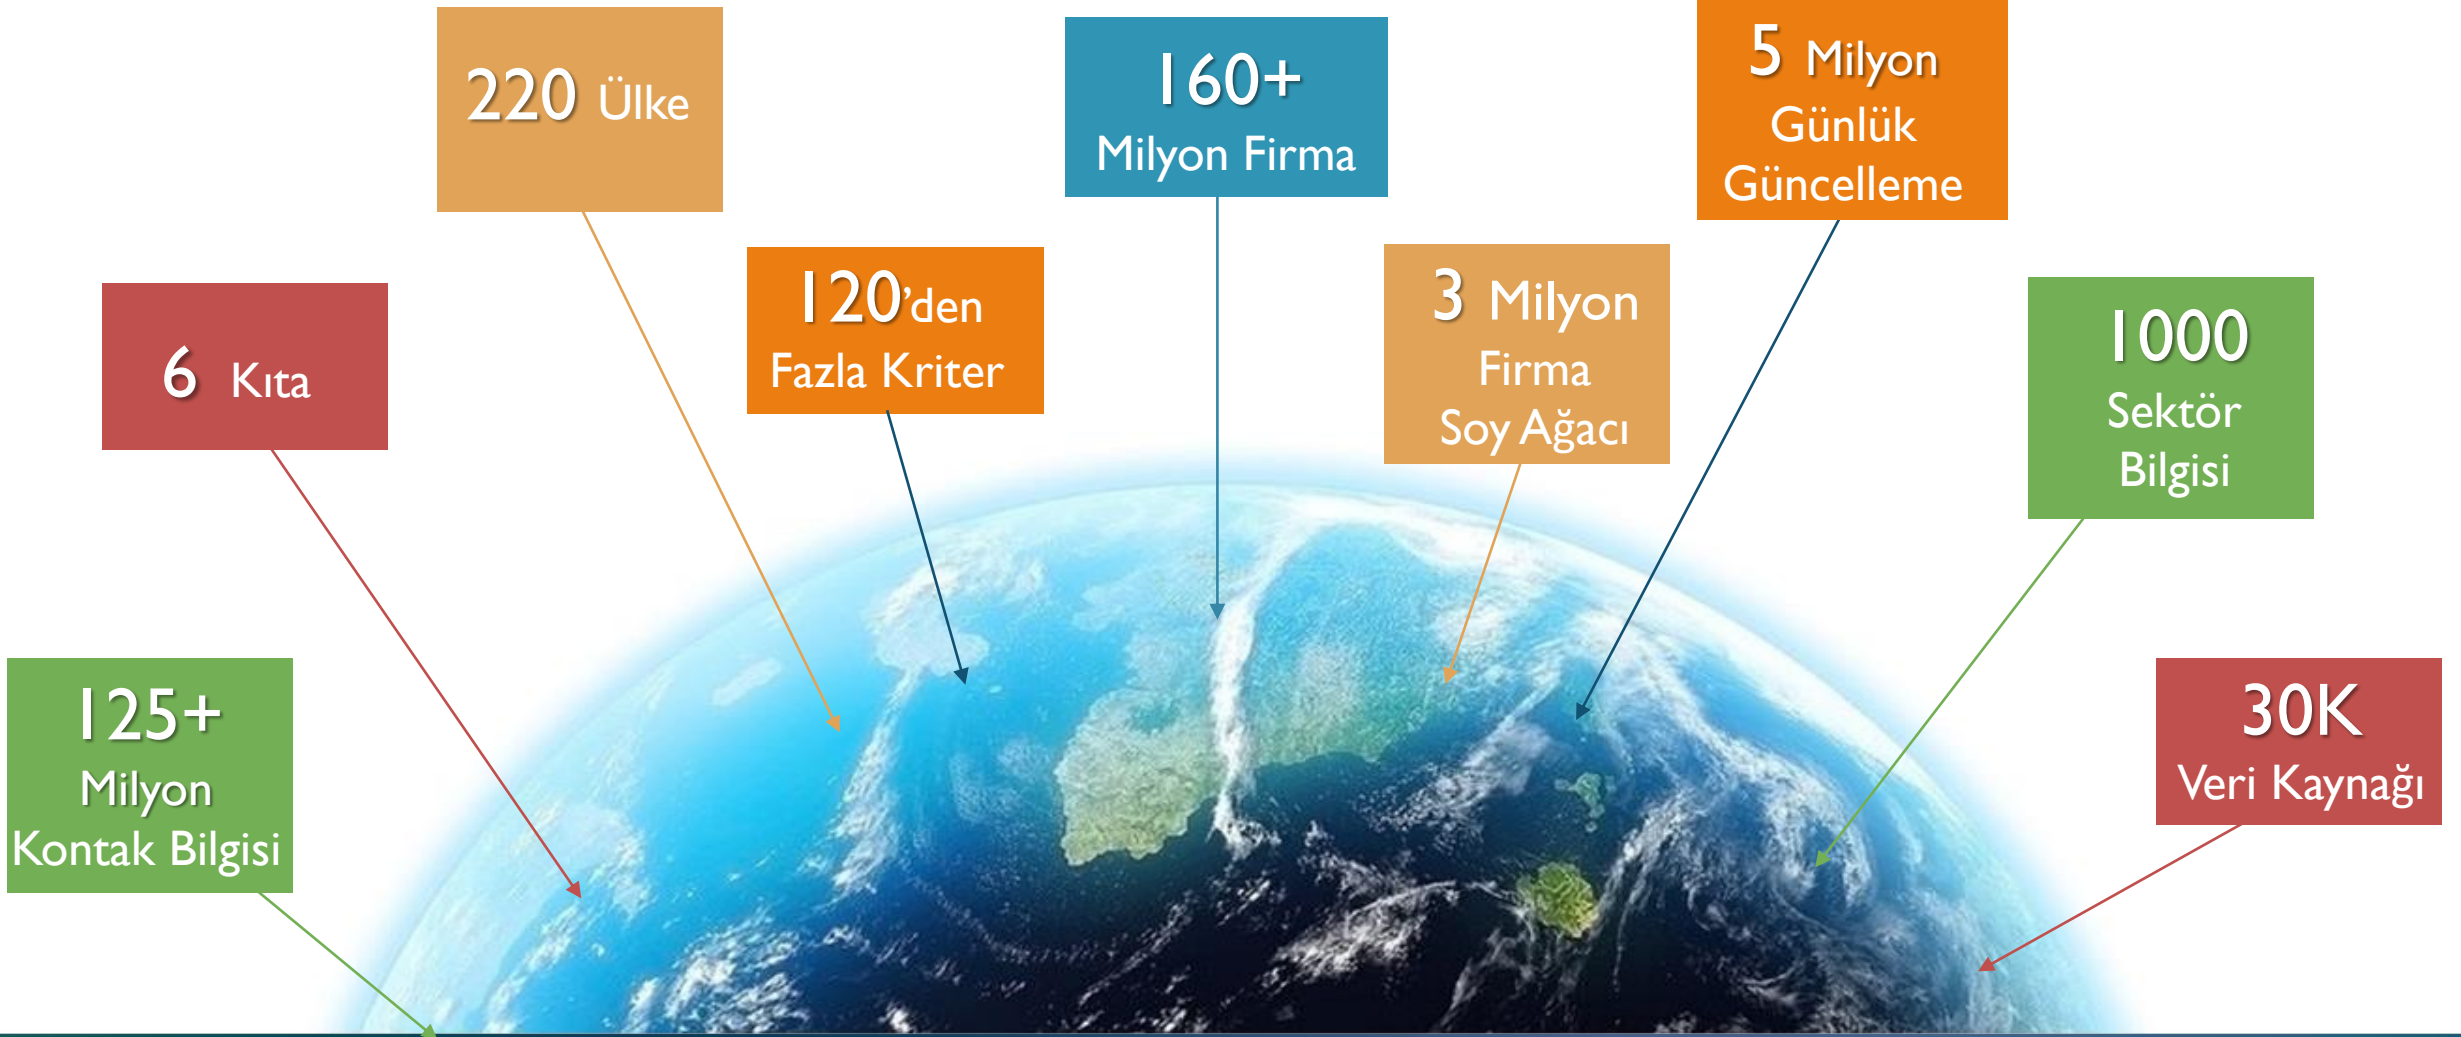 220 Ülke
160+
Milyon Firma
5 Milyon
Günlük
Güncelleme
6 Kıta
120’den
Fazla Kriter
3 Milyon
Firma
Soy Ağacı
1000
Sektör
Bilgisi
125+
Milyon
Kontak Bilgisi
30K
Veri Kaynağı